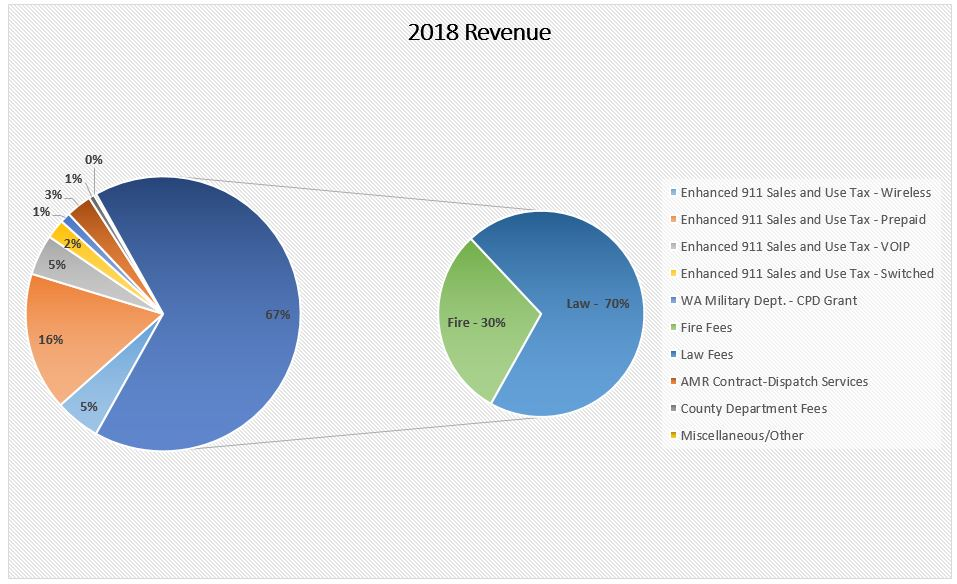 2018 Revenue
0%
1%
3%
1%
2%
5%
16%
5%
67%
Law -  70%
Fire - 30%
Enhanced 911 Sales and Use Tax - Wireless
Enhanced 911 Sales and Use Tax - Prepaid
Enhanced 911 Sales and Use Tax - VOIP
Enhanced 911 Sales and Use Tax - Switched
WA Military Dept. - CPD Grant
Fire Fees
Law Fees
AMR Contract-Dispatch Services
County Department Fees
Miscellaneous/Other